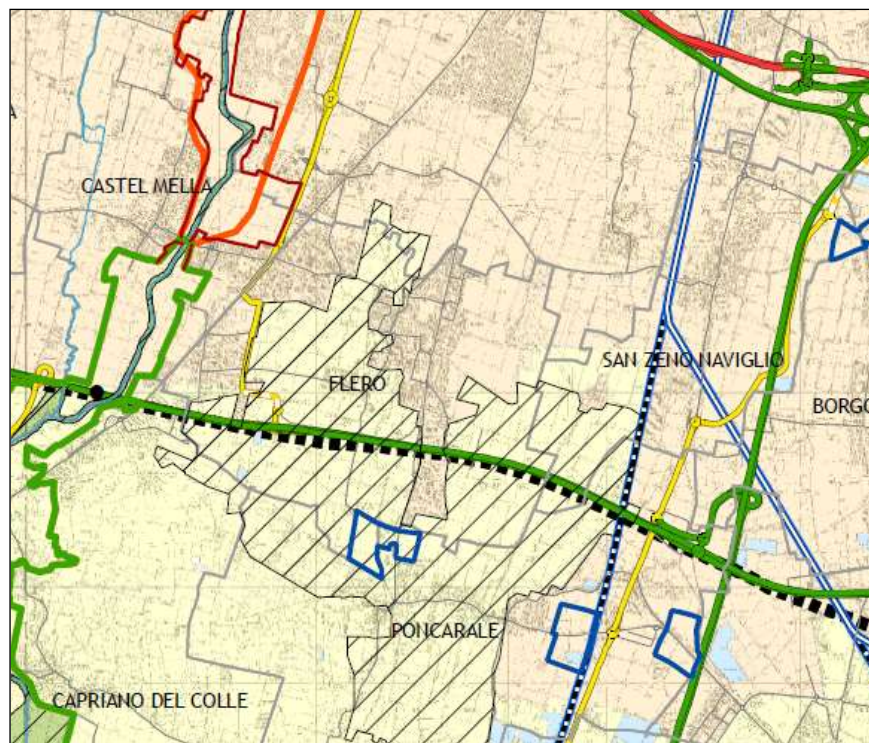 CASTEL MELLA
FLERO
SAN ZENO NAVIGLIO
BORGO
PONCARALE
CAPRIANO DEL COLLE